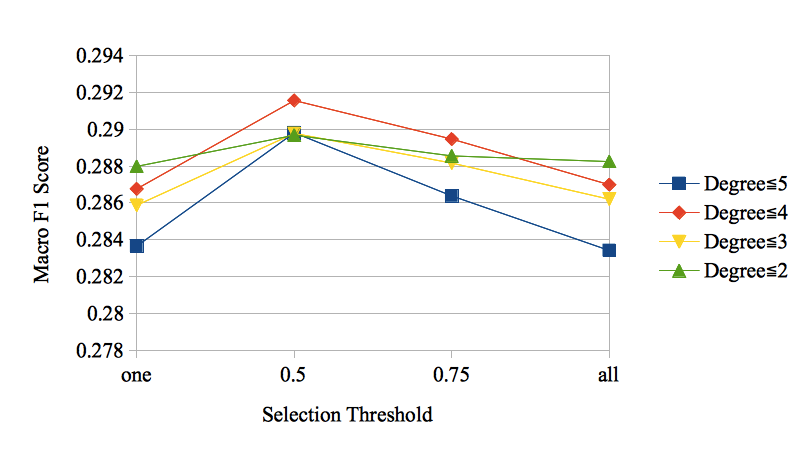 0.294
0.292
0.29
0.288
0.286
0.284
0.282
0.28
0.278
Macro F1 Score
one 0.5 0.75 all
Selection Threshold
Degree≦5
Degree≦4
Degree≦3
Degree≦2